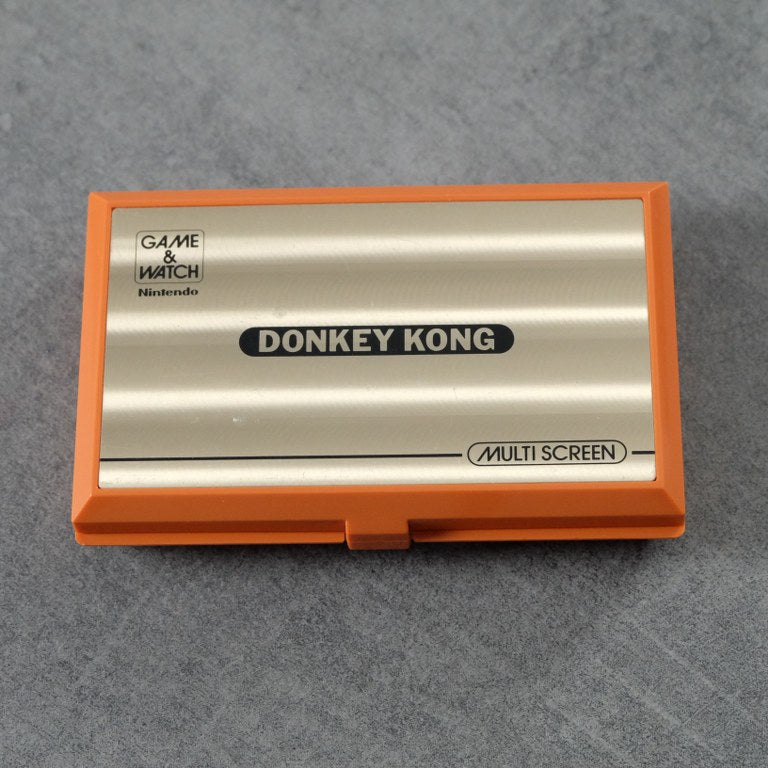 GAME
&
WATCH
Nintendo
DONKEY KONG
MULTI SCREEN